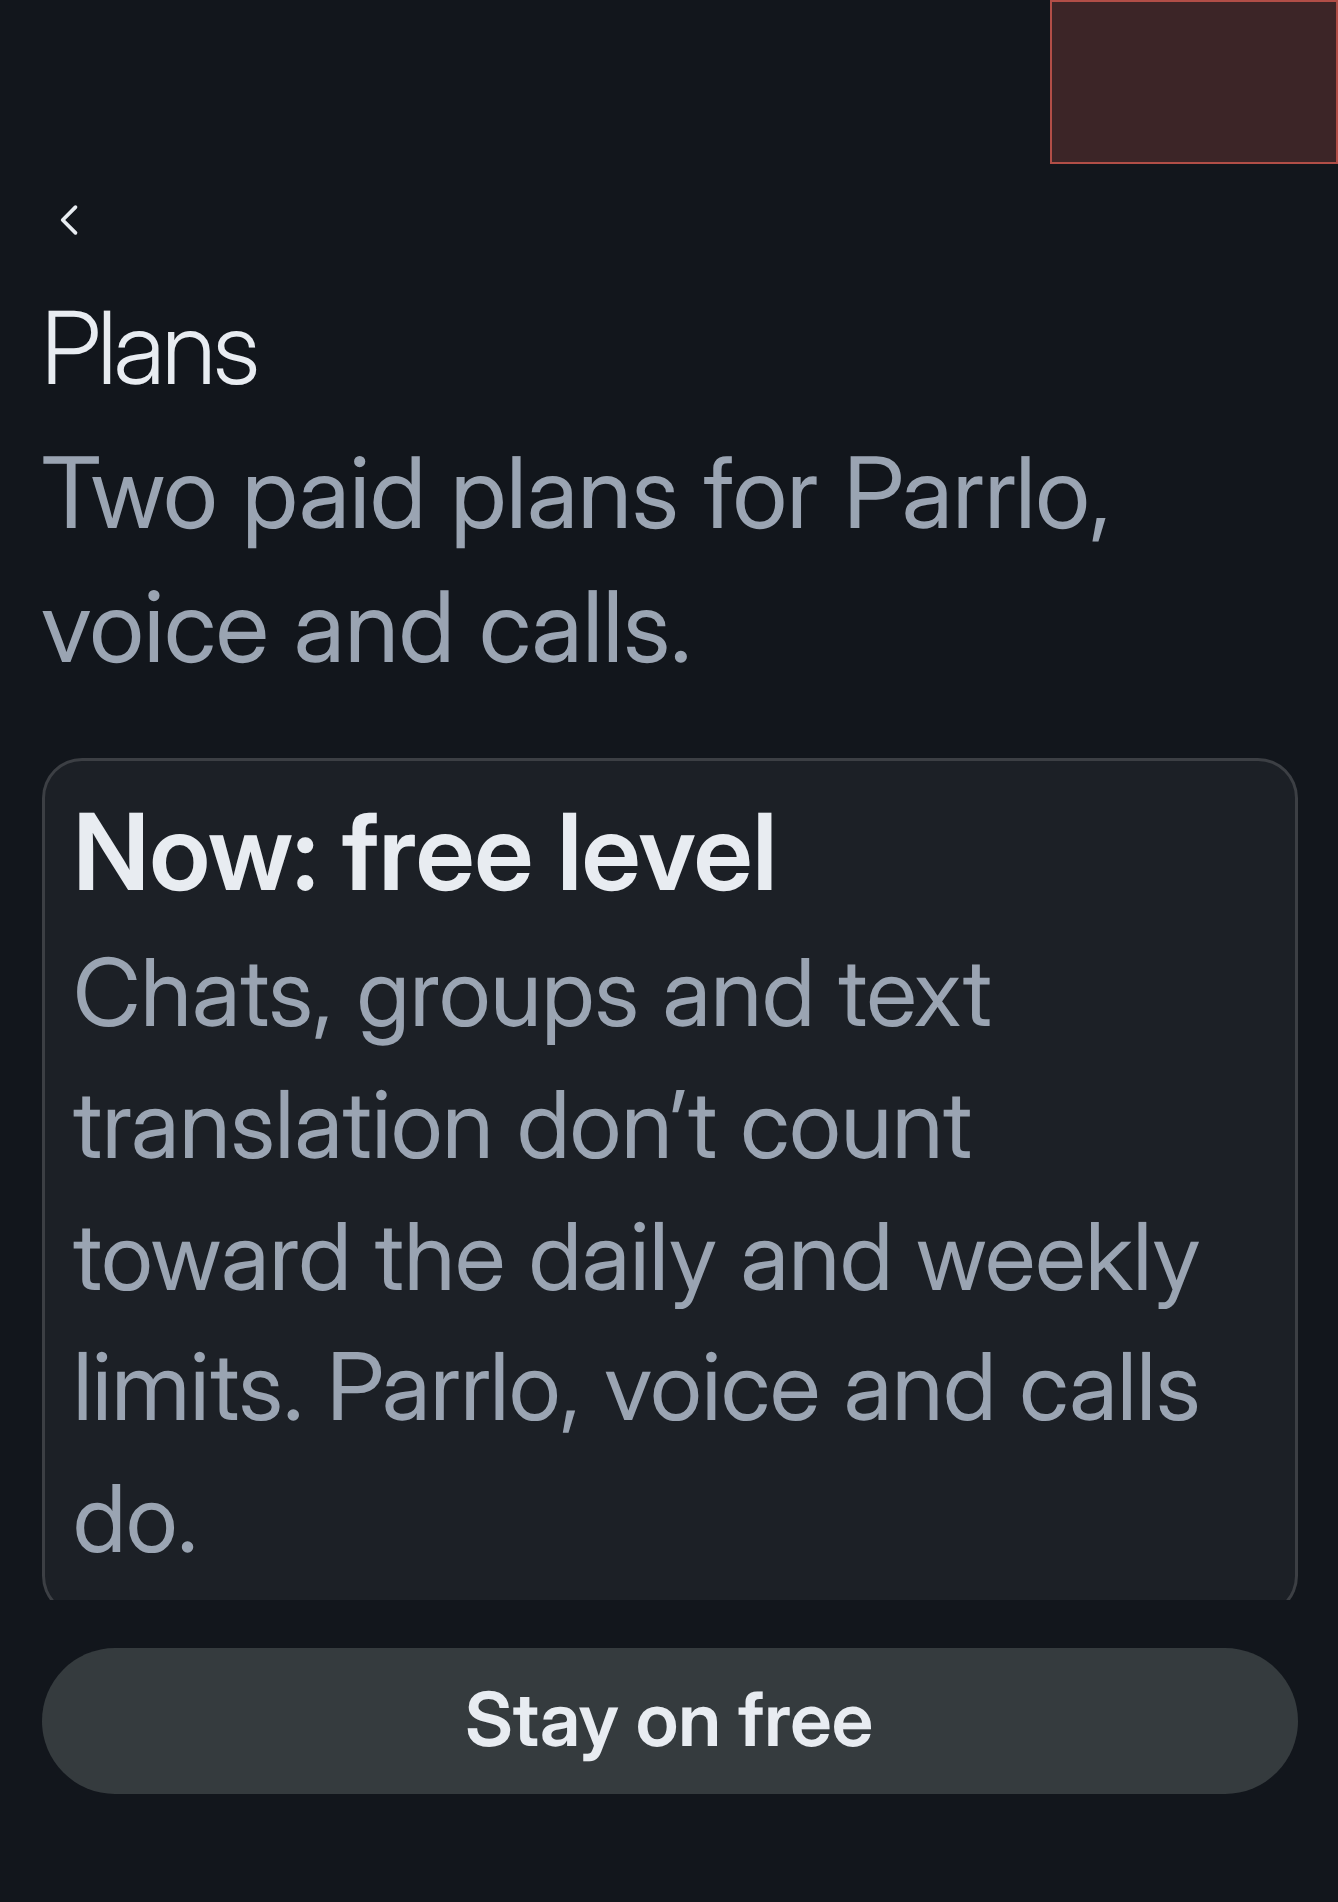 Plans
Two paid plans for Parrlo,
voice and calls.
Now: free level
Chats, groups and text
translation don’t count
toward the daily and weekly
limits. Parrlo, voice and calls
do.
Stay on free